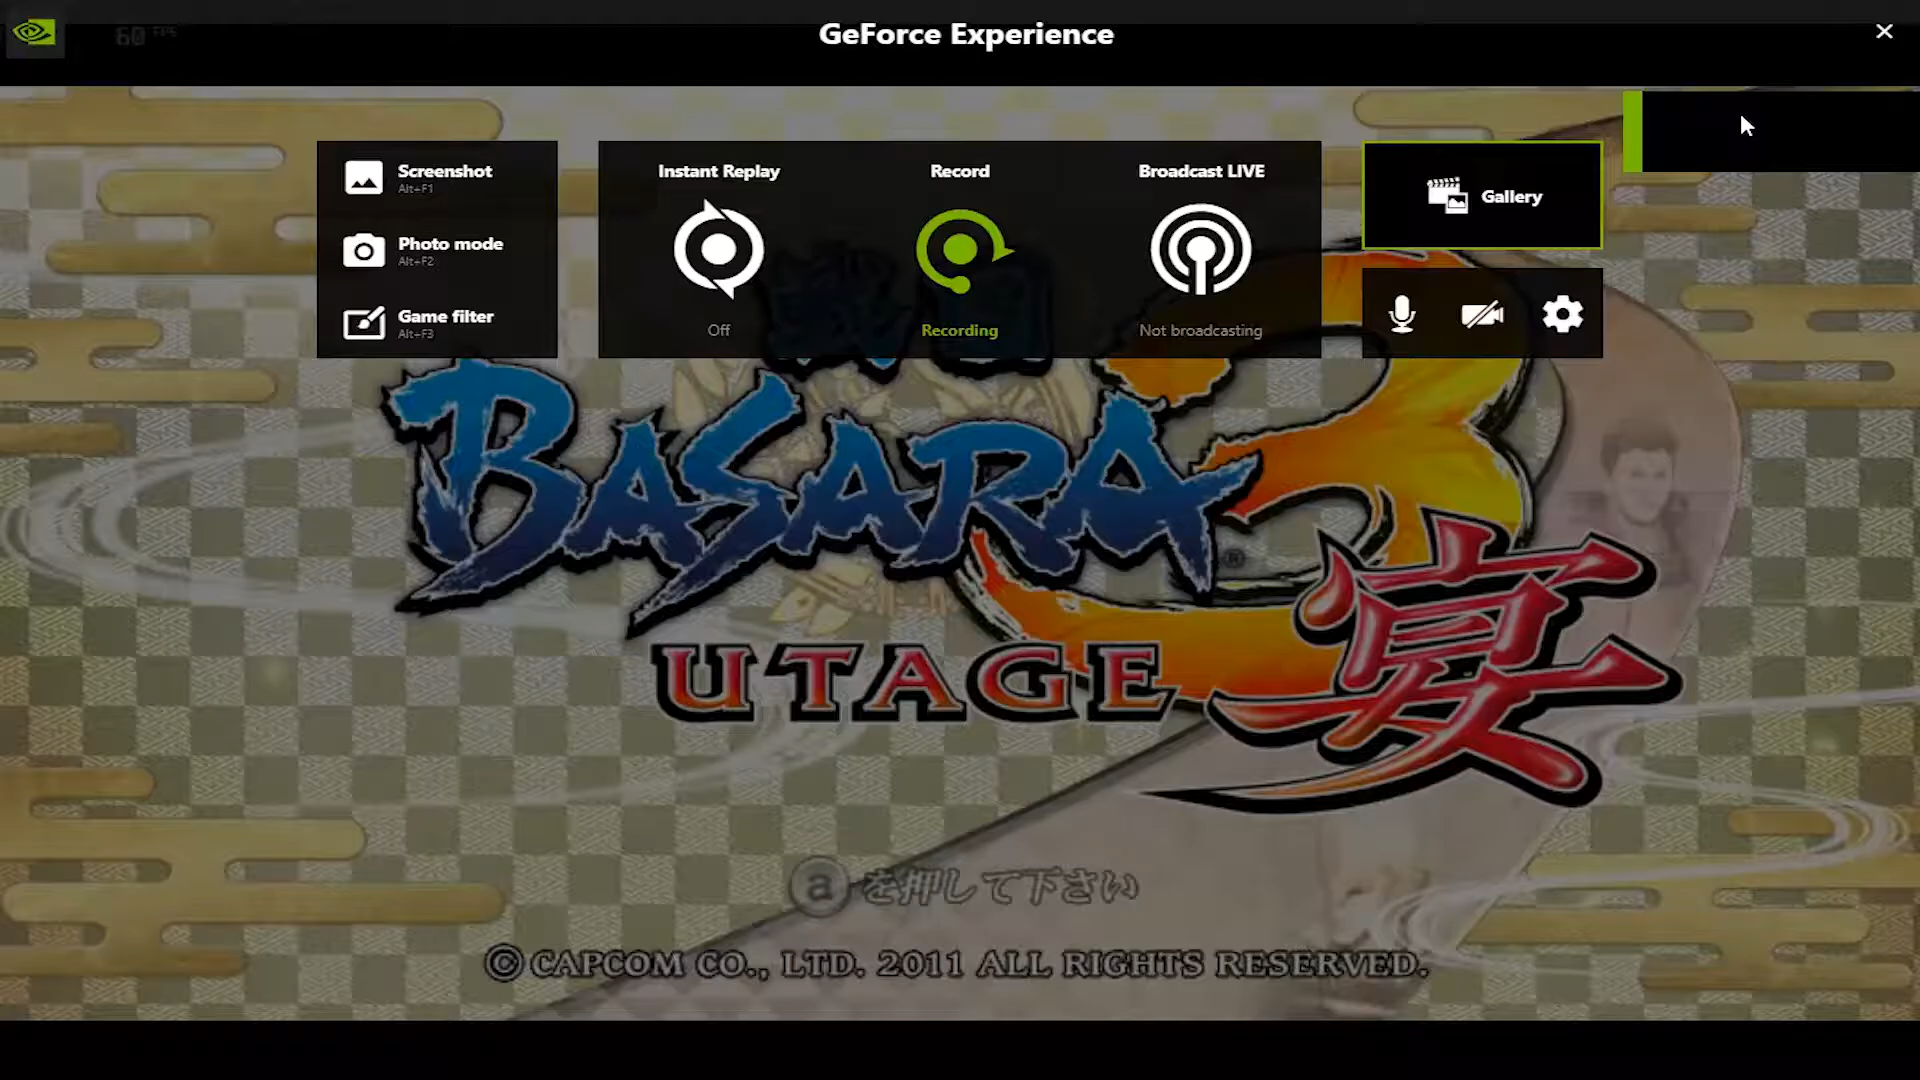 60 FPS
GeForce Experience
Screenshot
Alt+F1
Photo mode
Alt+F2
Game filter
Alt+F3
Instant Replay
Off
Record
Recording
Broadcast LIVE
Not broadcasting
Gallery
BASARA 3
®
UTAGE
宴
a を押して下さい
© CAPCOM CO., LTD. 2011 ALL RIGHTS RESERVED.